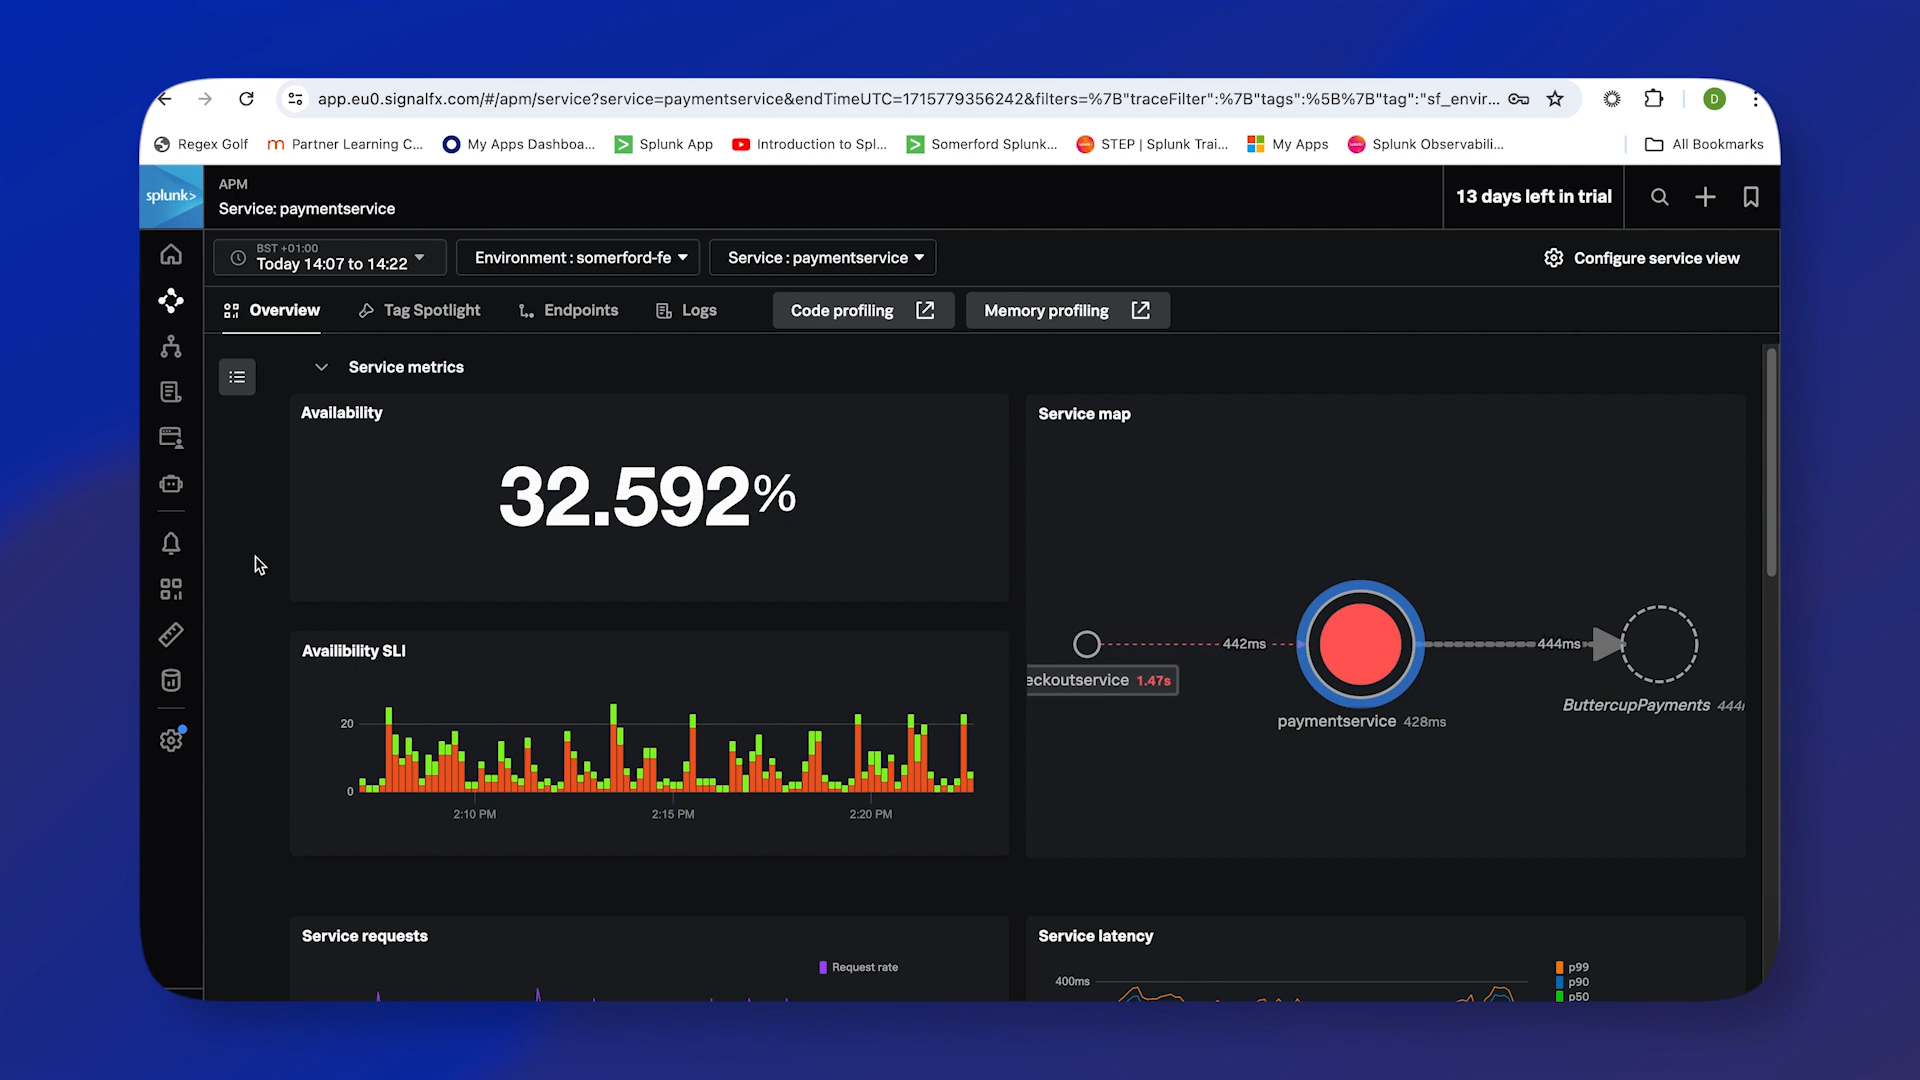 app.eu0.signalfx.com/#/apm/service?service=paymentservice&endTimeUTC=1715779356242&filters=%7B"traceFilter":%7B"tags":%5B%7B"tag":"sf_envir...
D
Regex Golf
Partner Learning C...
My Apps Dashboa...
Splunk App
Introduction to Spl...
Somerford Splunk...
STEP | Splunk Trai...
My Apps
Splunk Observabili...
All Bookmarks
splunk>
APM
Service: paymentservice
13 days left in trial
BST +01:00
Today 14:07 to 14:22
Environment : somerford-fe
Service : paymentservice
Configure service view
Overview
Tag Spotlight
Endpoints
Logs
Code profiling
Memory profiling
Service metrics
Availability
32.592%
Service map
442ms
444ms
eckoutservice 1.47s
paymentservice 428ms
ButtercupPayments 444
Availibility SLI
20
0
2:10 PM
2:15 PM
2:20 PM
Service requests
Request rate
Service latency
400ms
p99
p90
p50